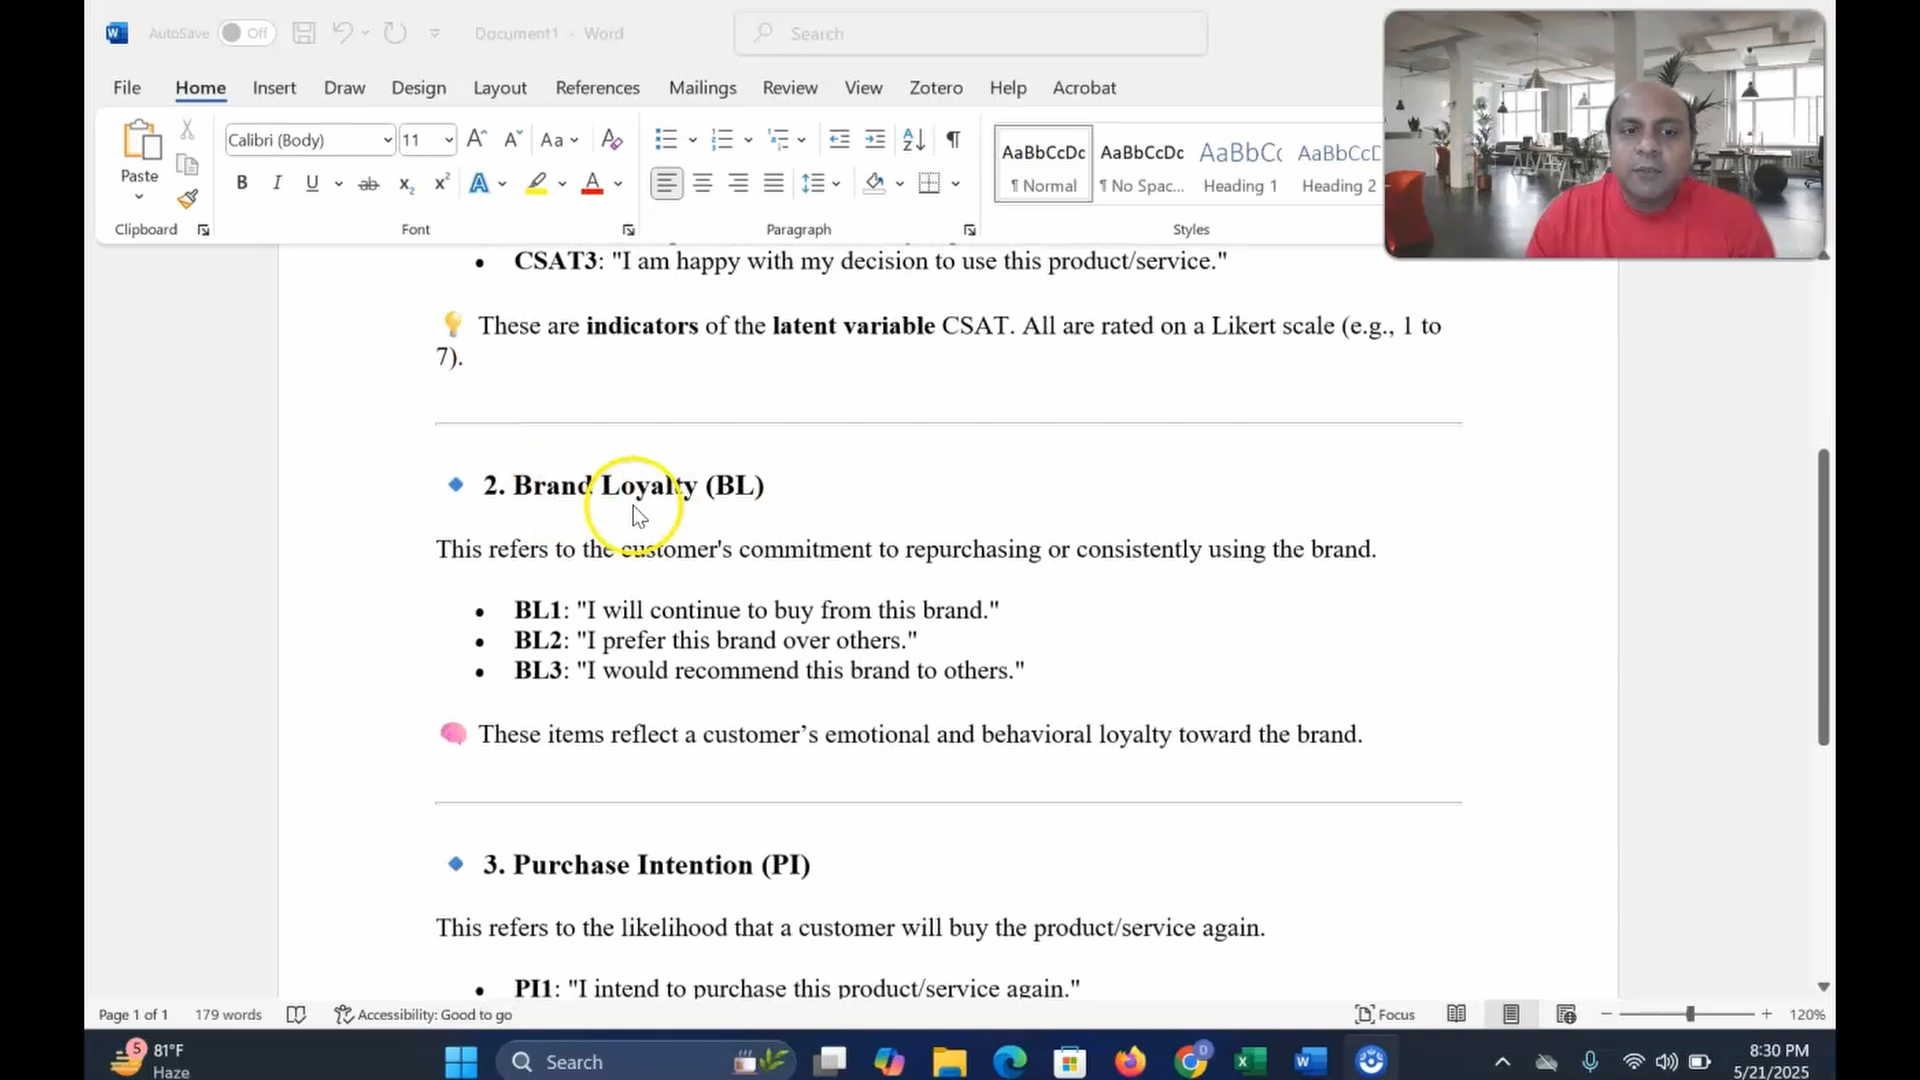 AutoSave Off Document1 - Word Search
File Home Insert Draw Design Layout References Mailings Review View Zotero Help Acrobat
Paste Calibri (Body) 11 Aa AaBbCcDc AaBbCcDc AaBbCc AaBbCcD
¶ Normal ¶ No Spac... Heading 1 Heading 2
Clipboard Font Paragraph Styles
• CSAT3: "I am happy with my decision to use this product/service."
These are indicators of the latent variable CSAT. All are rated on a Likert scale (e.g., 1 to
7).
2. Brand Loyalty (BL)
This refers to the customer's commitment to repurchasing or consistently using the brand.
• BL1: "I will continue to buy from this brand."
• BL2: "I prefer this brand over others."
• BL3: "I would recommend this brand to others."
These items reflect a customer’s emotional and behavioral loyalty toward the brand.
3. Purchase Intention (PI)
This refers to the likelihood that a customer will buy the product/service again.
• PI1: "I intend to purchase this product/service again."
Page 1 of 1 179 words Accessibility: Good to go Focus 120%
5 81°F
Haze
Search
8:30 PM
5/21/2025